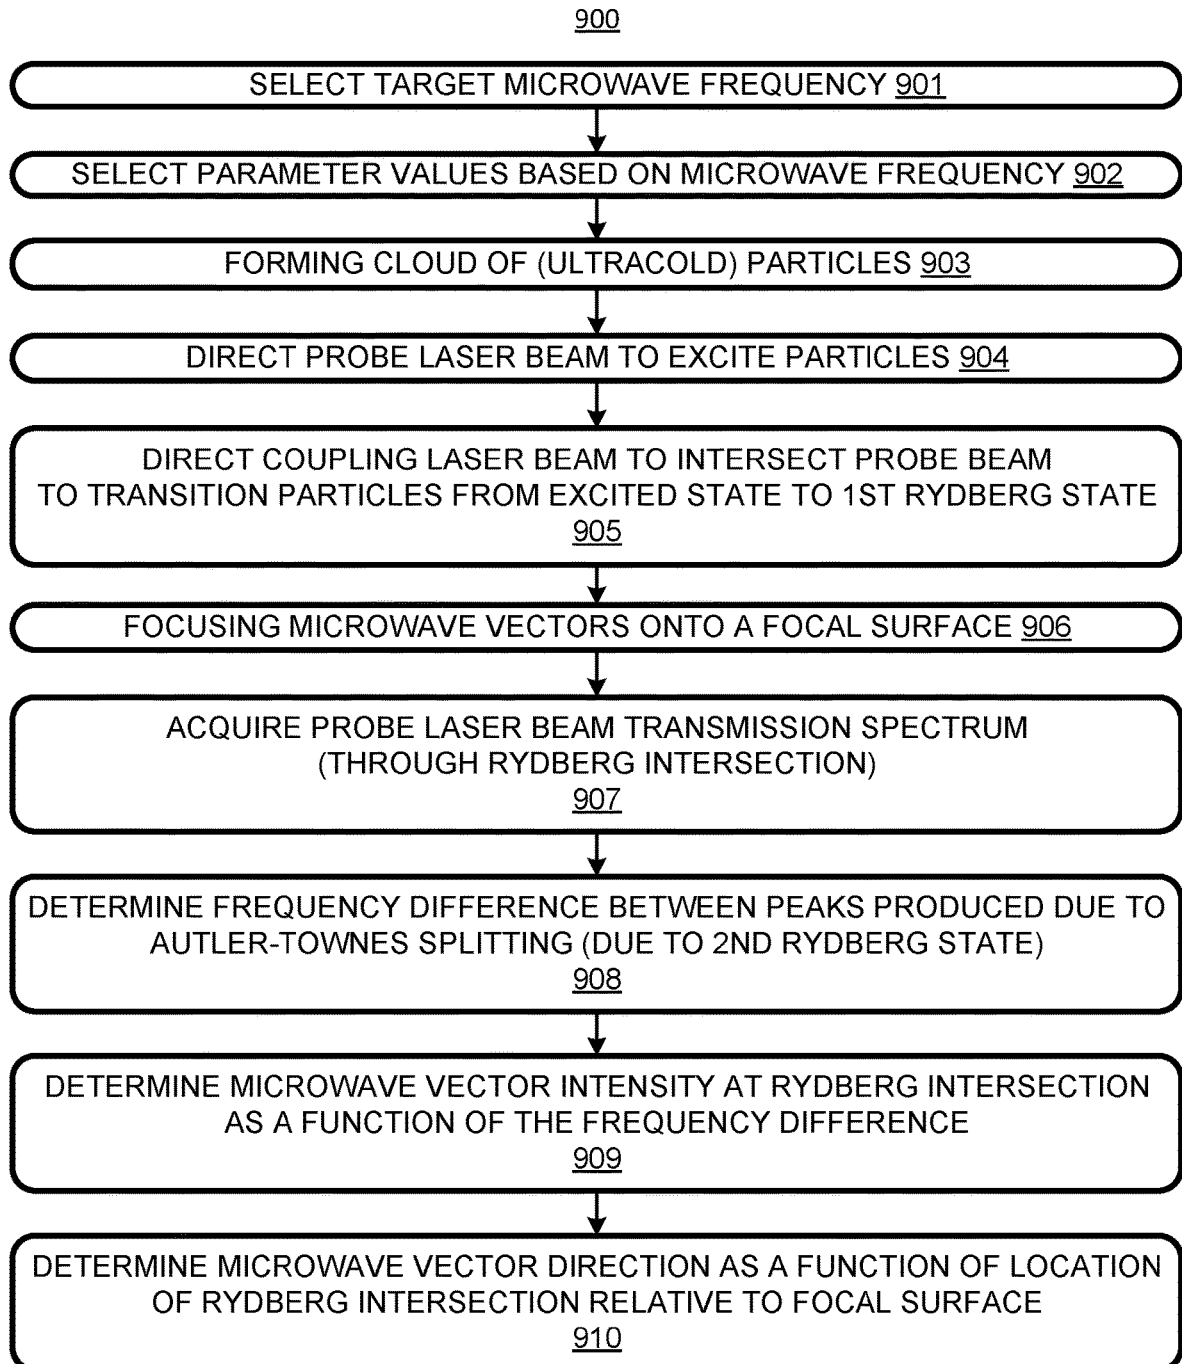 900
SELECT TARGET MICROWAVE FREQUENCY 901
SELECT PARAMETER VALUES BASED ON MICROWAVE FREQUENCY 902
FORMING CLOUD OF (ULTRACOLD) PARTICLES 903
DIRECT PROBE LASER BEAM TO EXCITE PARTICLES 904
DIRECT COUPLING LASER BEAM TO INTERSECT PROBE BEAM
TO TRANSITION PARTICLES FROM EXCITED STATE TO 1ST RYDBERG STATE
905
FOCUSING MICROWAVE VECTORS ONTO A FOCAL SURFACE 906
ACQUIRE PROBE LASER BEAM TRANSMISSION SPECTRUM
(THROUGH RYDBERG INTERSECTION)
907
DETERMINE FREQUENCY DIFFERENCE BETWEEN PEAKS PRODUCED DUE TO
AUTLER-TOWNES SPLITTING (DUE TO 2ND RYDBERG STATE)
908
DETERMINE MICROWAVE VECTOR INTENSITY AT RYDBERG INTERSECTION
AS A FUNCTION OF THE FREQUENCY DIFFERENCE
909
DETERMINE MICROWAVE VECTOR DIRECTION AS A FUNCTION OF LOCATION
OF RYDBERG INTERSECTION RELATIVE TO FOCAL SURFACE
910